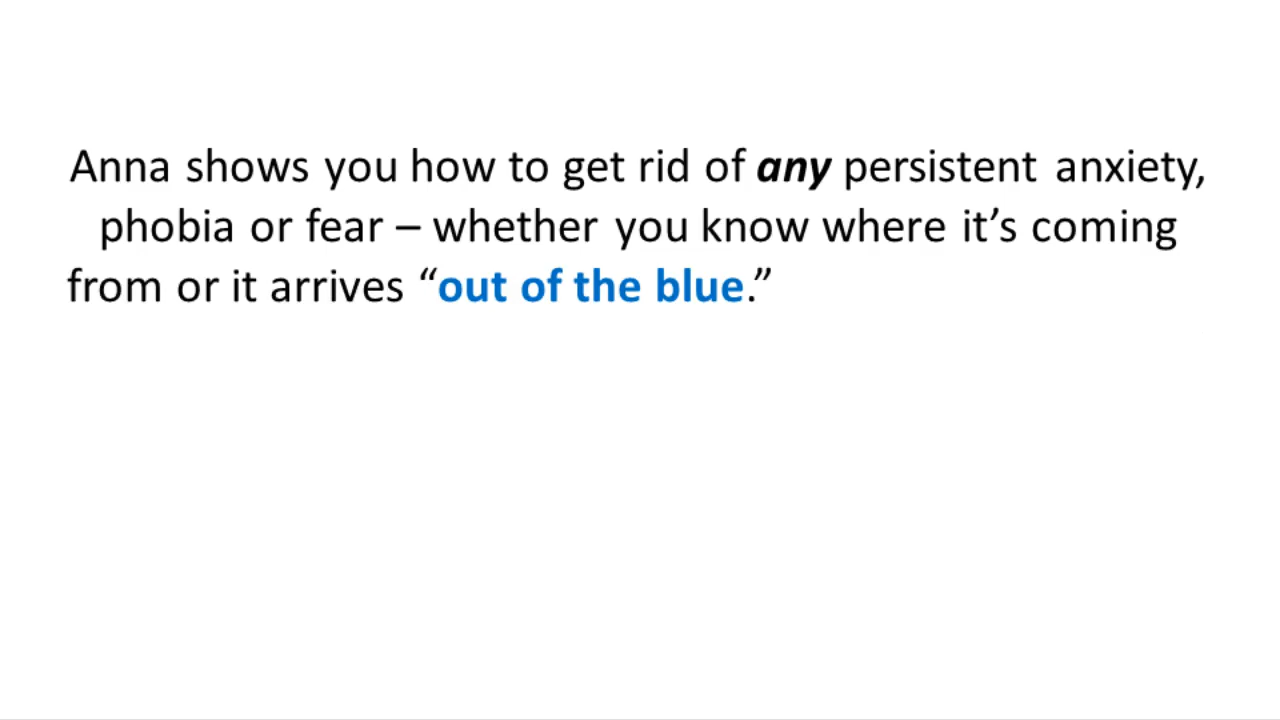 Anna shows you how to get rid of any persistent anxiety,
phobia or fear – whether you know where it’s coming
from or it arrives “out of the blue.”